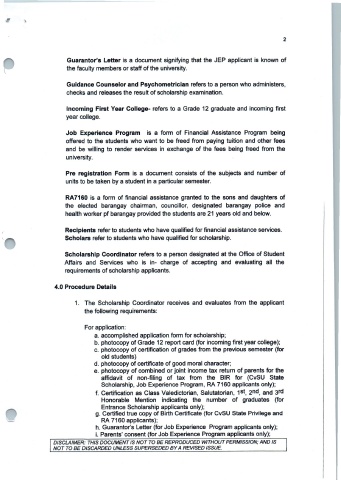 2
Guarantor's Letter is a document signifying that the JEP applicant is known of
the faculty members or staff of the university.
Guidance Counselor and Psychometrician refers to a person who administers,
checks and releases the result of scholarship examination.
Incoming First Year College- refers to a Grade 12 graduate and incoming first
year college.
Job Experience Program is a form of Financial Assistance Program being
offered to the students who want to be freed from paying tuition and other fees
and be willing to render services in exchange of the fees being freed from the
university.
Pre registration Form is a document consists of the subjects and number of
units to be taken by a student in a particular semester.
RA7160 is a form of financial assistance granted to the sons and daughters of
the elected barangay chairman, councilor, designated barangay police and
health worker pf barangay provided the students are 21 years old and below.
Recipients refer to students who have qualified for financial assistance services.
Scholars refer to students who have qualified for scholarship.
Scholarship Coordinator refers to a person designated at the Office of Student
Affairs and Services who is in- charge of accepting and evaluating all the
requirements of scholarship applicants.
4.0 Procedure Details
1. The Scholarship Coordinator receives and evaluates from the applicant
the following requirements:
For application:
a. accomplished application form for scholarship;
b. photocopy of Grade 12 report card (for incoming first year college);
c. photocopy of certification of grades from the previous semester (for
old students)
d. photocopy of certificate of good moral character;
e. photocopy of combined or joint income tax return of parents for the
affidavit of non-filing of tax from the BIR for (CvSU State
Scholarship, Job Experience Program, RA 7160 applicants only);
f. Certification as Class Valedictorian, Salutatorian, 1st, 2nd, and 3rd
Honorable Mention indicating the number of graduates (for
Entrance Scholarship applicants only);
g. Certified true copy of Birth Certificate (for CvSU State Privilege and
RA 7160 applicants);
h. Guarantor's Letter (for Job Experience Program applicants only);
i. Parents' consent (for Job Experience Program applicants only);
DISCLAIMER: THIS DOCUMENT IS NOT TO BE REPRODUCED WITHOUT PERMISSION, AND IS
NOT TO BE DISCARDED UNLESS SUPERSEDED BY A REVISED ISSUE.